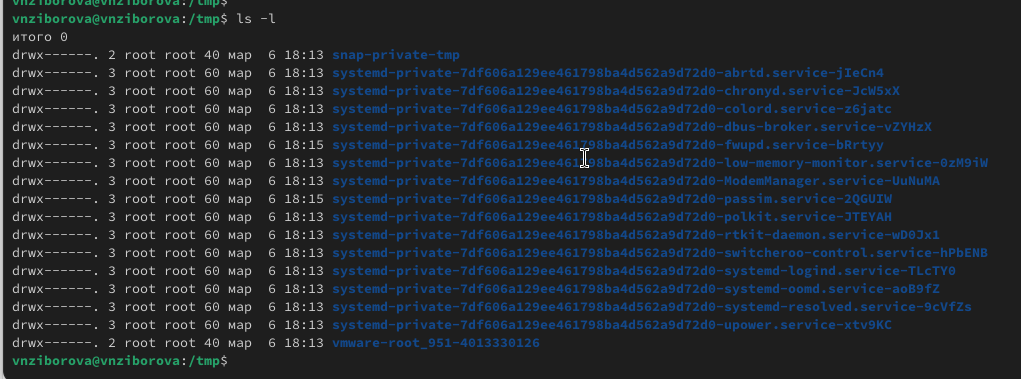 vnziborova@vnziborova:/tmp$
vnziborova@vnziborova:/tmp$ ls -l
итого 0
drwx------. 2 root root 40 мар  6 18:13 snap-private-tmp
drwx------. 3 root root 60 мар  6 18:13 systemd-private-7df606a129ee461798ba4d562a9d72d0-abrtd.service-jIeCn4
drwx------. 3 root root 60 мар  6 18:13 systemd-private-7df606a129ee461798ba4d562a9d72d0-chronyd.service-JcW5xX
drwx------. 3 root root 60 мар  6 18:13 systemd-private-7df606a129ee461798ba4d562a9d72d0-colord.service-z6jatc
drwx------. 3 root root 60 мар  6 18:13 systemd-private-7df606a129ee461798ba4d562a9d72d0-dbus-broker.service-vZYHzX
drwx------. 3 root root 60 мар  6 18:15 systemd-private-7df606a129ee461798ba4d562a9d72d0-fwupd.service-bRrtyy
drwx------. 3 root root 60 мар  6 18:13 systemd-private-7df606a129ee461798ba4d562a9d72d0-low-memory-monitor.service-0zM9iW
drwx------. 3 root root 60 мар  6 18:13 systemd-private-7df606a129ee461798ba4d562a9d72d0-ModemManager.service-UuNuMA
drwx------. 3 root root 60 мар  6 18:15 systemd-private-7df606a129ee461798ba4d562a9d72d0-passim.service-2QGUIW
drwx------. 3 root root 60 мар  6 18:13 systemd-private-7df606a129ee461798ba4d562a9d72d0-polkit.service-JTEYAH
drwx------. 3 root root 60 мар  6 18:13 systemd-private-7df606a129ee461798ba4d562a9d72d0-rtkit-daemon.service-wD0Jx1
drwx------. 3 root root 60 мар  6 18:13 systemd-private-7df606a129ee461798ba4d562a9d72d0-switcheroo-control.service-hPbENB
drwx------. 3 root root 60 мар  6 18:13 systemd-private-7df606a129ee461798ba4d562a9d72d0-systemd-logind.service-TLcTY0
drwx------. 3 root root 60 мар  6 18:13 systemd-private-7df606a129ee461798ba4d562a9d72d0-systemd-oomd.service-aoB9fZ
drwx------. 3 root root 60 мар  6 18:13 systemd-private-7df606a129ee461798ba4d562a9d72d0-systemd-resolved.service-9cVfZs
drwx------. 3 root root 60 мар  6 18:13 systemd-private-7df606a129ee461798ba4d562a9d72d0-upower.service-xtv9KC
drwx------. 2 root root 40 мар  6 18:13 vmware-root_951-4013330126
vnziborova@vnziborova:/tmp$